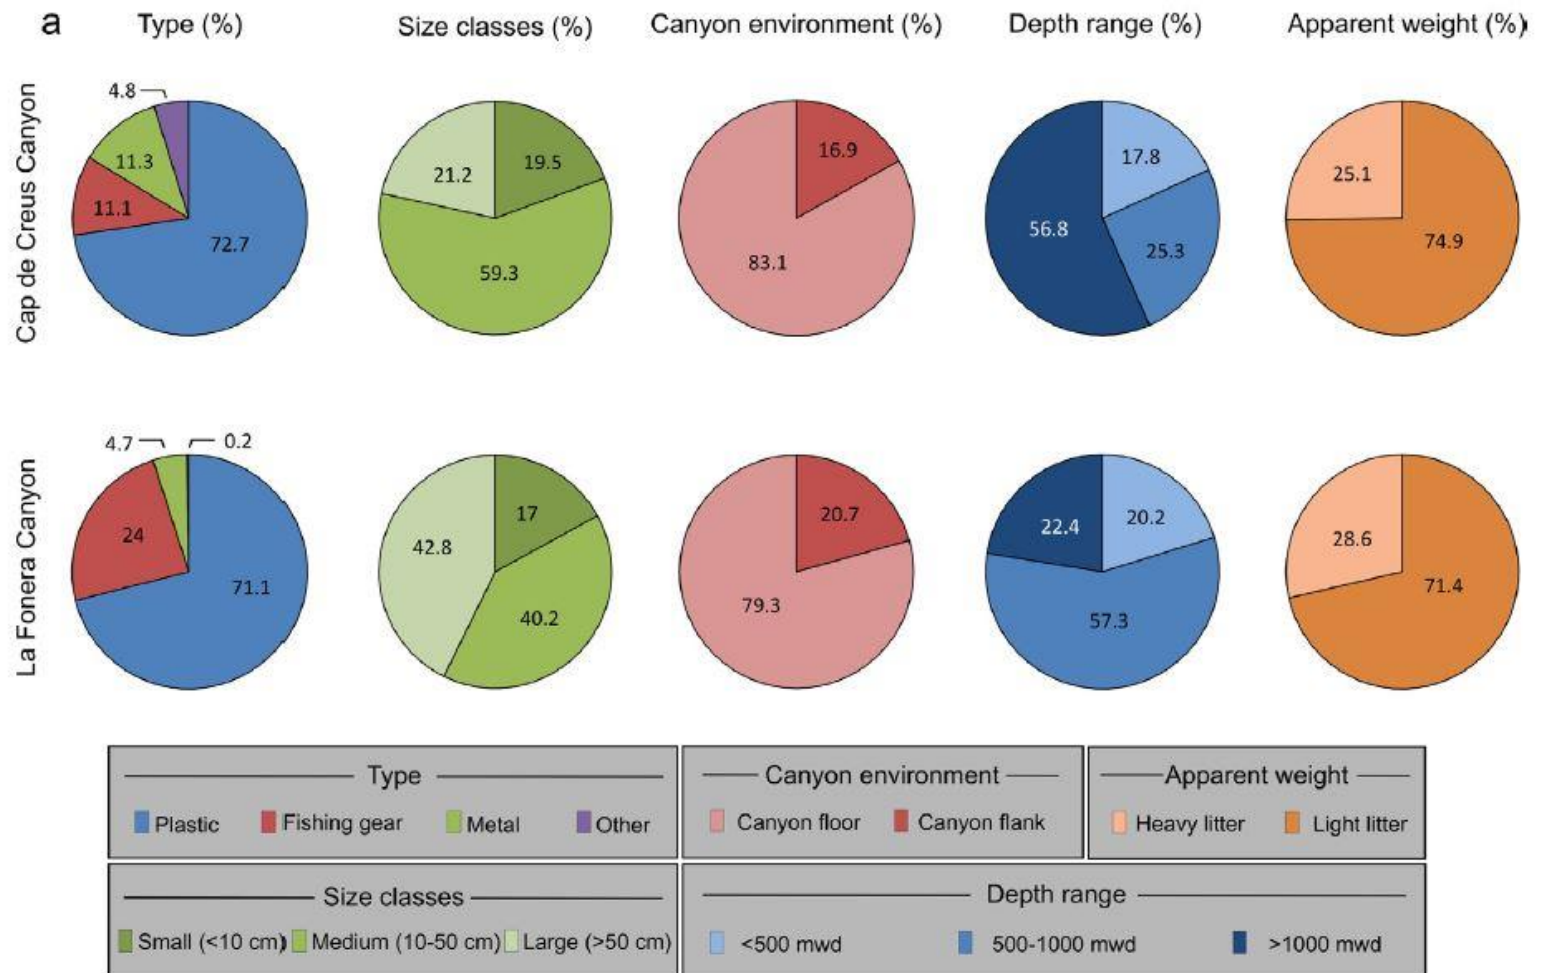 a Type (%) Size classes (%) Canyon environment (%) Depth range (%) Apparent weight (%)
Cap de Creus Canyon
4.8
11.3
11.1
72.7
21.2
19.5
59.3
16.9
83.1
17.8
56.8
25.3
25.1
74.9
La Fonera Canyon
4.7 0.2
24
71.1
42.8
17
40.2
20.7
79.3
22.4
20.2
57.3
28.6
71.4
Type
Plastic Fishing gear Metal Other
Canyon environment
Canyon floor Canyon flank
Apparent weight
Heavy litter Light litter
Size classes
Small (<10 cm) Medium (10-50 cm) Large (>50 cm)
Depth range
<500 mwd 500-1000 mwd >1000 mwd